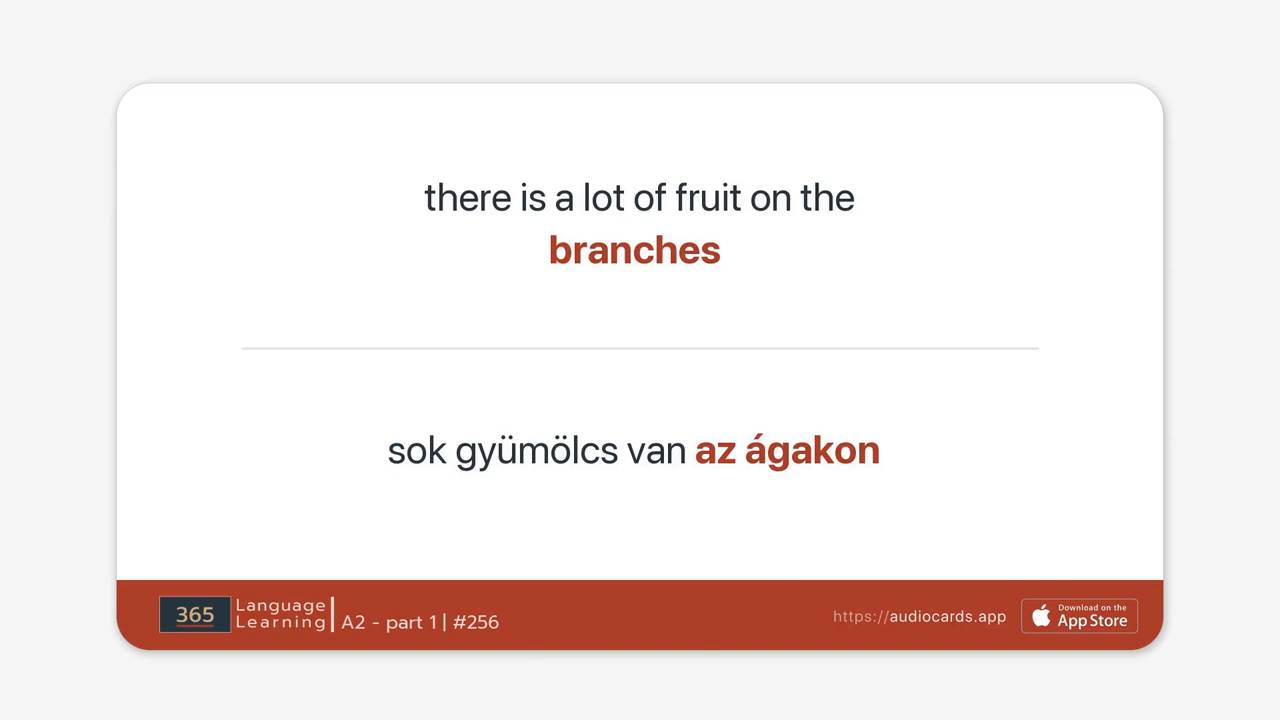 there is a lot of fruit on the
branches
sok gyümölcs van az ágakon
365
Language
Learning
A2 - part 1 | #256
https://audiocards.app
Download on the
App Store